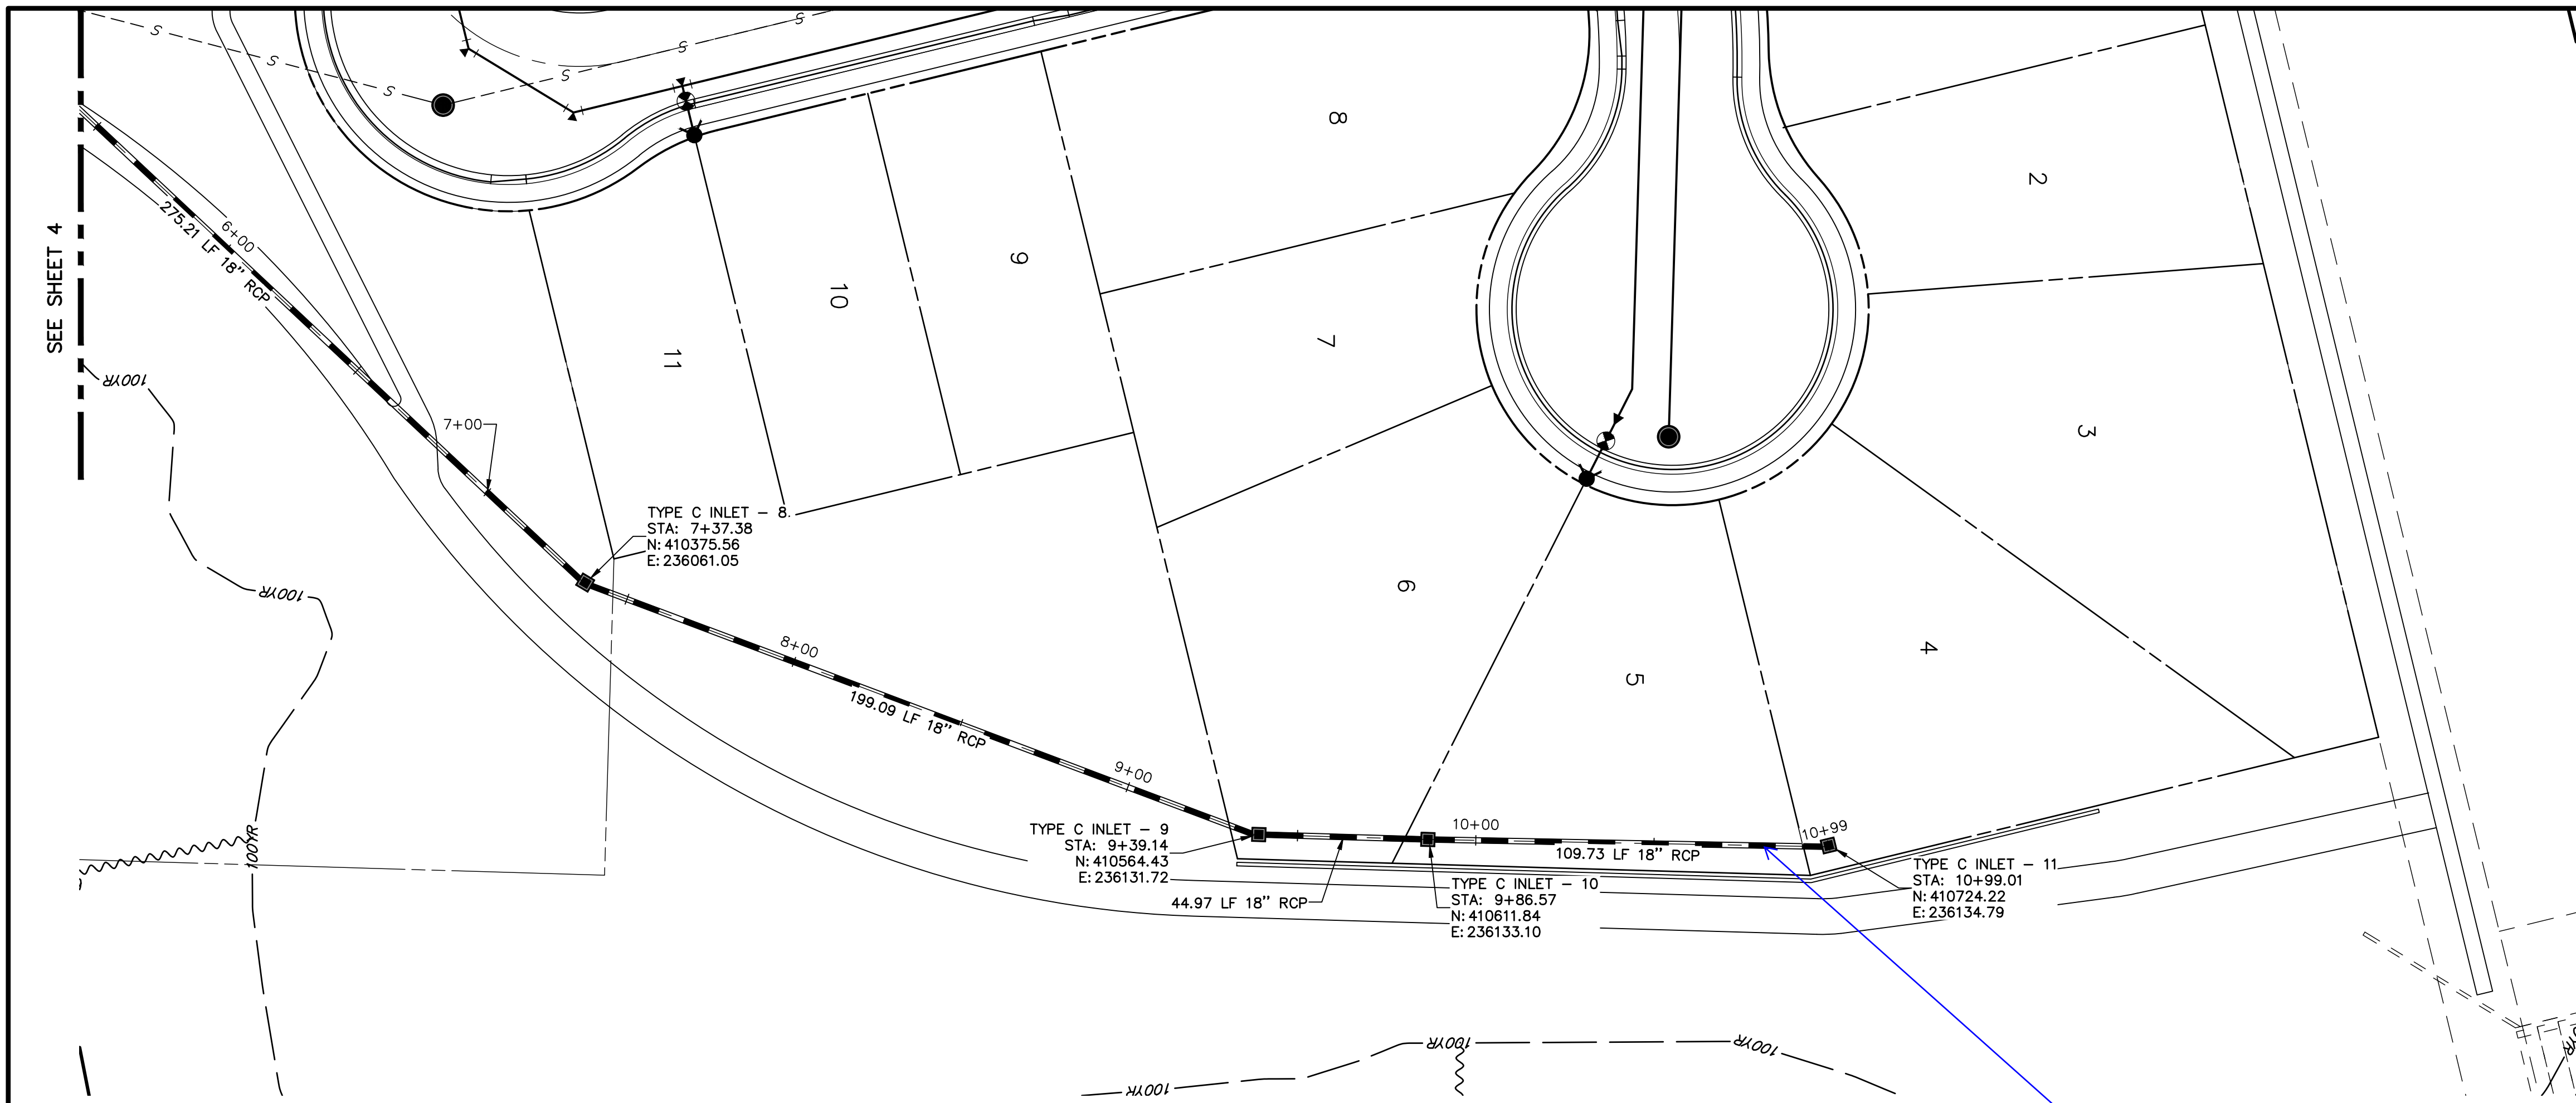 SEE SHEET 4
S
S
S
S
S
S
S
275.21 LF 18" RCP
6+00
7+00
100YR
100YR
100YR
11
10
9
8
7
6
5
4
3
2
TYPE C INLET - 8
STA: 7+37.38
N: 410375.56
E: 236061.05
8+00
199.09 LF 18" RCP
9+00
TYPE C INLET - 9
STA: 9+39.14
N: 410564.43
E: 236131.72
44.97 LF 18" RCP
10+00
TYPE C INLET - 10
STA: 9+86.57
N: 410611.84
E: 236133.10
109.73 LF 18" RCP
10+99
TYPE C INLET - 11
STA: 10+99.01
N: 410724.22
E: 236134.79
100YR
100YR
100YR